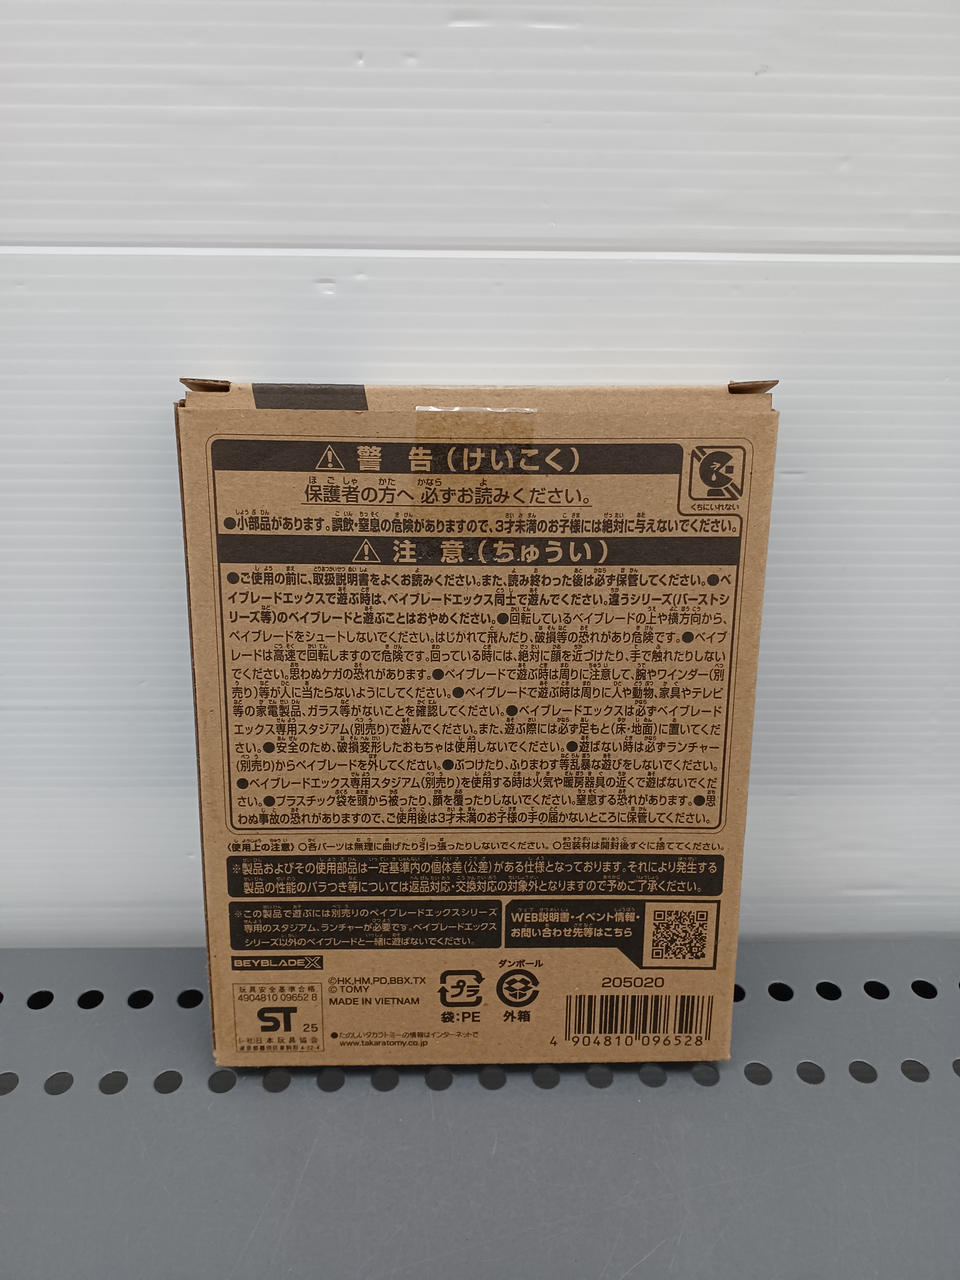 警 告(けいこく)
くちにいれない
保護者の方へ 必ずお読みください。
●小部品があります。誤飲・窒息の危険がありますので、3才未満のお子様には絶対に与えないでください。
注 意(ちゅうい)
●ご使用の前に、取扱説明書をよくお読みください。また、読み終わった後は必ず保管してください。●ベ
イブレードエックスで遊ぶ時は、ベイブレードエックス同士で遊んでください。違うシリーズ(バーストシ
リーズ等)のベイブレードと遊ぶことはおやめください。●回転しているベイブレードの上や横方向から、
ベイブレードをシュートしないでください。はじかれて飛んだり、破損等の恐れがあり危険です。●ベイブ
レードは高速で回転しますので危険です。回っている時には、絶対に顔を近づけたり、手で触れたりしない
でください。思わぬケガの恐れがあります。●ベイブレードで遊ぶ時は周りに注意して、腕やワインダー(別
売り)等が人に当たらないようにしてください。●ベイブレードで遊ぶ時は周りに人や動物、家具やテレビ
等の家電製品、ガラス等がないことを確認してください。●ベイブレードエックスは必ずベイブレード
エックス専用スタジアム(別売り)で遊んでください。また、遊ぶ際には必ず足もと(床・地面)に置いてくだ
さい。●安全のため、破損変形したおもちゃは使用しないでください。●遊ばない時は必ずランチャー
(別売り)からベイブレードを外してください。●ぶつけたり、ふりまわす等乱暴な遊びをしないでください。
●ベイブレードエックス専用スタジアム(別売り)を使用する時は火気や暖房器具の近くで遊ばないでくだ
さい。●プラスチック袋を頭から被ったり、顔を覆ったりしないでください。窒息する恐れがあります。●思
わぬ事故の恐れがありますので、ご使用後は3才未満のお子様の手の届かないところに保管してください。
〈使用上の注意〉○各パーツは無理に曲げたり引っ張ったりしないでください。○包装材は開封後すぐに捨ててください。
※製品およびその使用部品は一定基準内の個体差(公差)がある仕様となっております。それにより発生する
製品の性能のバラつき等については返品対応・交換対応の対象外となりますので予めご了承ください。
※この製品で遊ぶには別売りのベイブレードエックスシリーズ
専用のスタジアム、ランチャーが必要です。ベイブレードエックス
シリーズ以外のベイブレードと一緒に遊ばないでください。
WEB説明書・イベント情報・
お問い合わせ先等はこちら
BEYBLADE X
玩具安全基準合格
4904810 09652 8
ST 25
(一社)日本玩具協会
東京都墨田区東駒形4-22-4
©HK,HM,PD,BBX,TX
© TOMY
MADE IN VIETNAM
●たのしいタカラトミーの情報はインターネットで
www.takaratomy.co.jp
プラ
袋:PE
ダンボール
外箱
205020
4 904810 096528